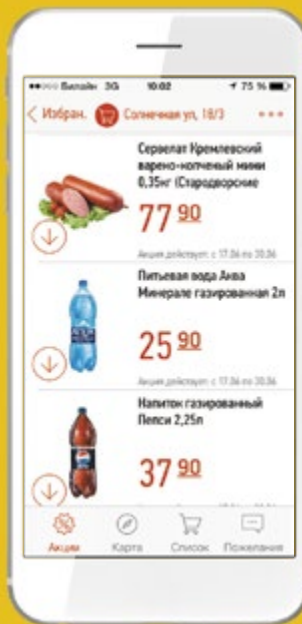 Билайн 3G 10:02 75 %
Избран. Солнечная ул, 18/3
Сервелат Кремлевский
варено-копченый мини
0,35кг (Стародворские
77 90
Акция действует: с 17.06 по 30.06
Питьевая вода Аква
Минерале газированная 2л
25 90
Акция действует: с 17.06 по 30.06
Напиток газированный
Пепси 2,25л
37 90
Акции Карта Список Пожелания